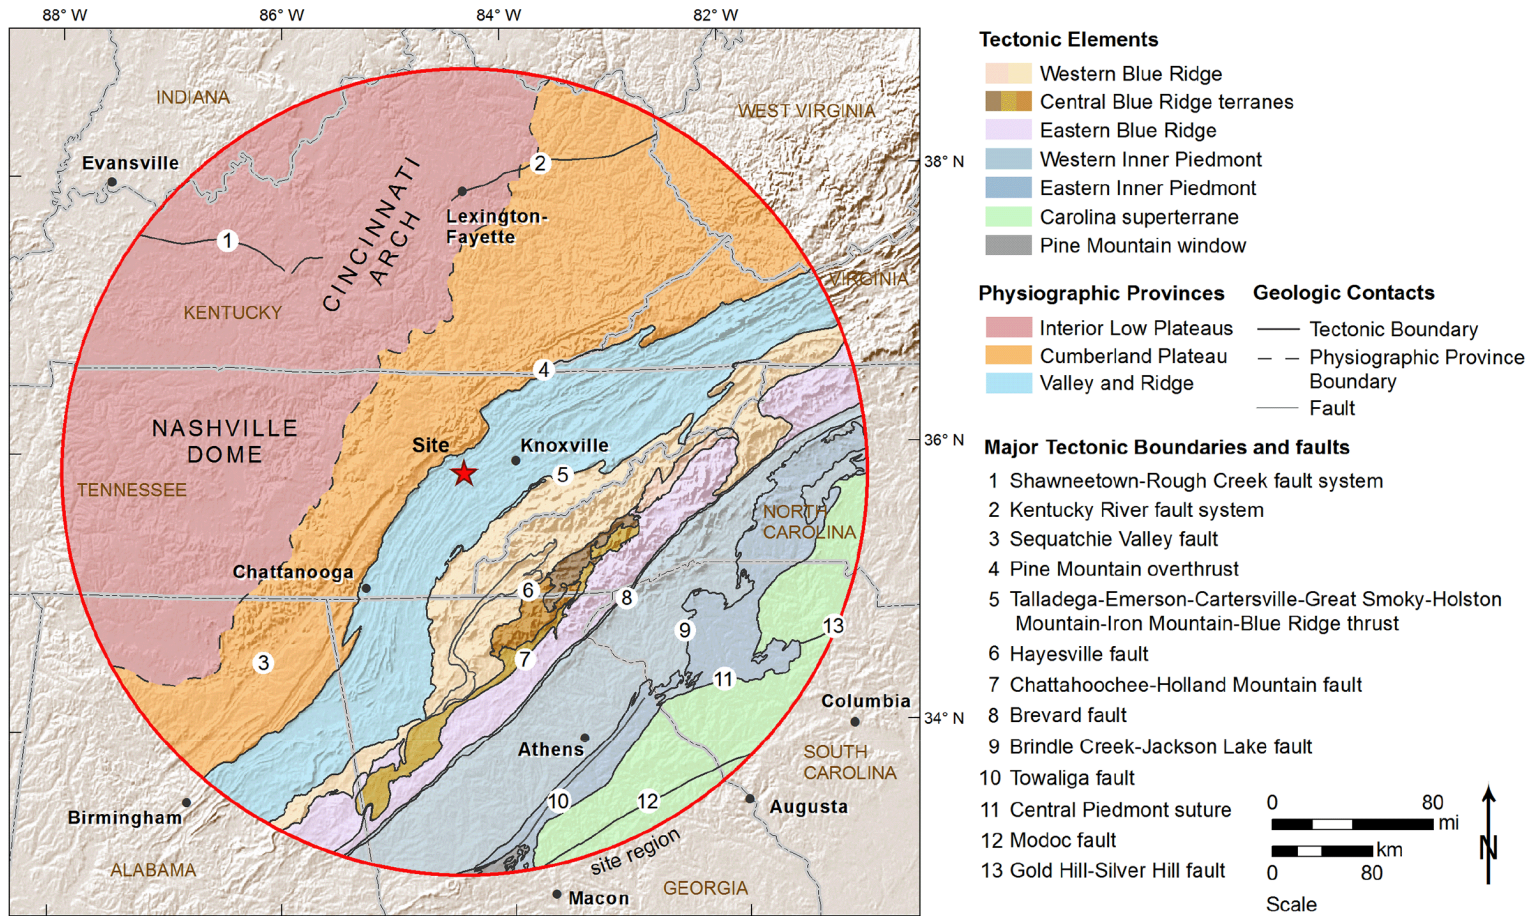 88° W
86° W
84° W
82° W
INDIANA
WEST VIRGINIA
Evansville
38° N
2
CINCINNATI
ARCH
Lexington-
Fayette
1
VIRGINIA
KENTUCKY
4
NASHVILLE
DOME
Site
Knoxville
36° N
5
TENNESSEE
NORTH
CAROLINA
Chattanooga
6
8
9
13
3
7
11
Columbia
34° N
Athens
SOUTH
CAROLINA
10
12
Augusta
Birmingham
site region
ALABAMA
GEORGIA
Macon
Tectonic Elements
Western Blue Ridge
Central Blue Ridge terranes
Eastern Blue Ridge
Western Inner Piedmont
Eastern Inner Piedmont
Carolina superterrane
Pine Mountain window
Physiographic Provinces
Interior Low Plateaus
Cumberland Plateau
Valley and Ridge
Geologic Contacts
Tectonic Boundary
Physiographic Province
Boundary
Fault
Major Tectonic Boundaries and faults
1 Shawneetown-Rough Creek fault system
2 Kentucky River fault system
3 Sequatchie Valley fault
4 Pine Mountain overthrust
5 Talladega-Emerson-Cartersville-Great Smoky-Holston
Mountain-Iron Mountain-Blue Ridge thrust
6 Hayesville fault
7 Chattahoochee-Holland Mountain fault
8 Brevard fault
9 Brindle Creek-Jackson Lake fault
10 Towaliga fault
11 Central Piedmont suture
12 Modoc fault
13 Gold Hill-Silver Hill fault
0 80
mi
km
0 80
Scale
N